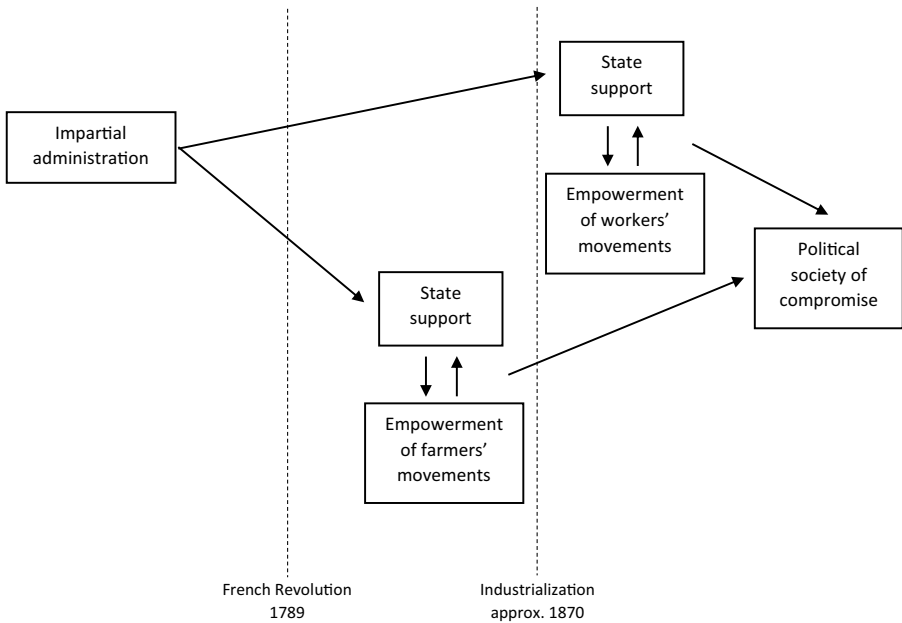 Impartial
administration
State
support
Empowerment
of workers’
movements
Political
society of
compromise
State
support
Empowerment
of farmers’
movements
French Revolution
1789
Industrialization
approx. 1870